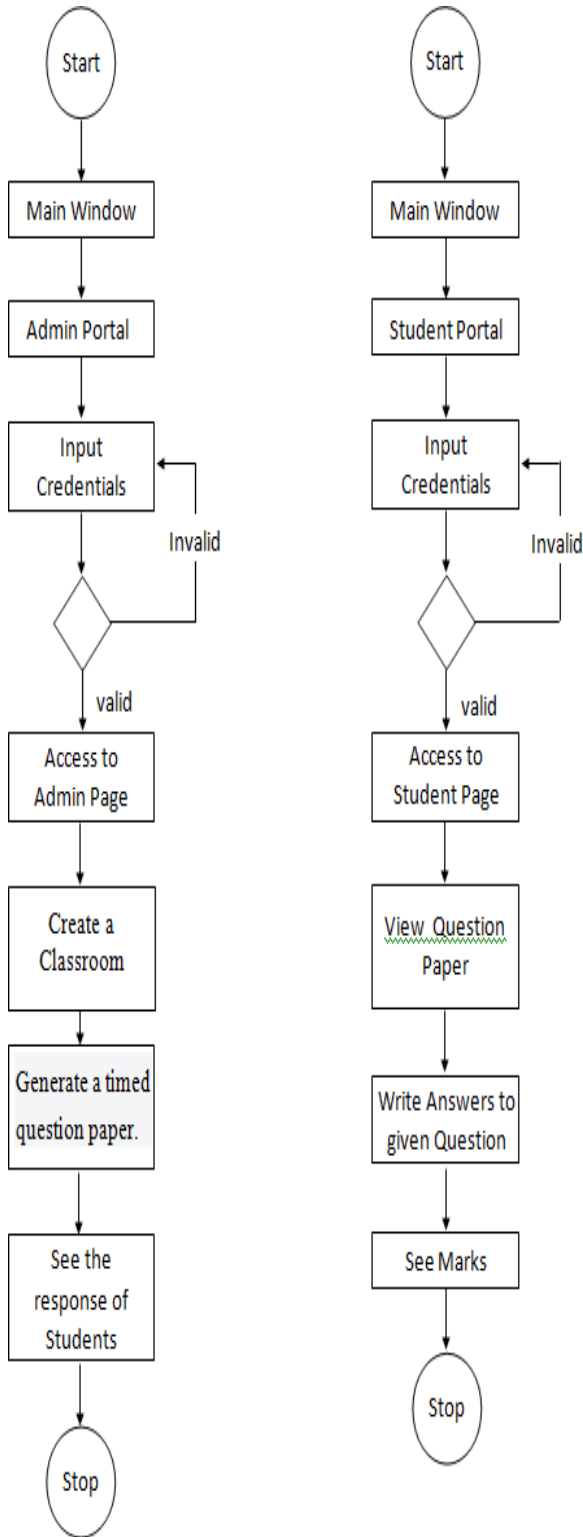 Start
Main Window
Admin Portal
Input
Credentials
Invalid
valid
Access to
Admin Page
Create a
Classroom
Generate a timed
question paper.
See the
response of
Students
Stop
Start
Main Window
Student Portal
Input
Credentials
Invalid
valid
Access to
Student Page
View Question
Paper
Write Answers to
given Question
See Marks
Stop